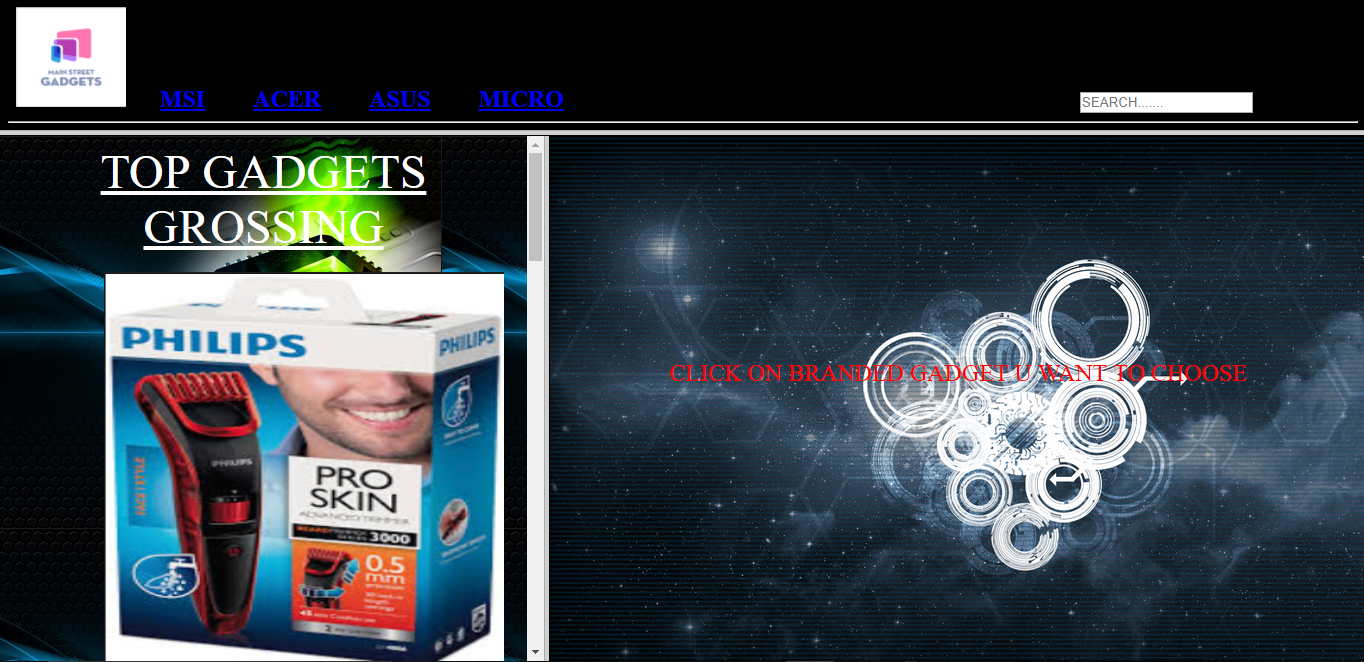 MAIN STREET
GADGETS
MSI ACER ASUS MICRO
SEARCH.......
TOP GADGETS
GROSSING
PHILIPS
PHILIPS
PHILIPS
PRO
SKIN
ADVANCED TRIMMER
3000
0.5
mm
CLICK ON BRANDED GADGET U WANT TO CHOOSE